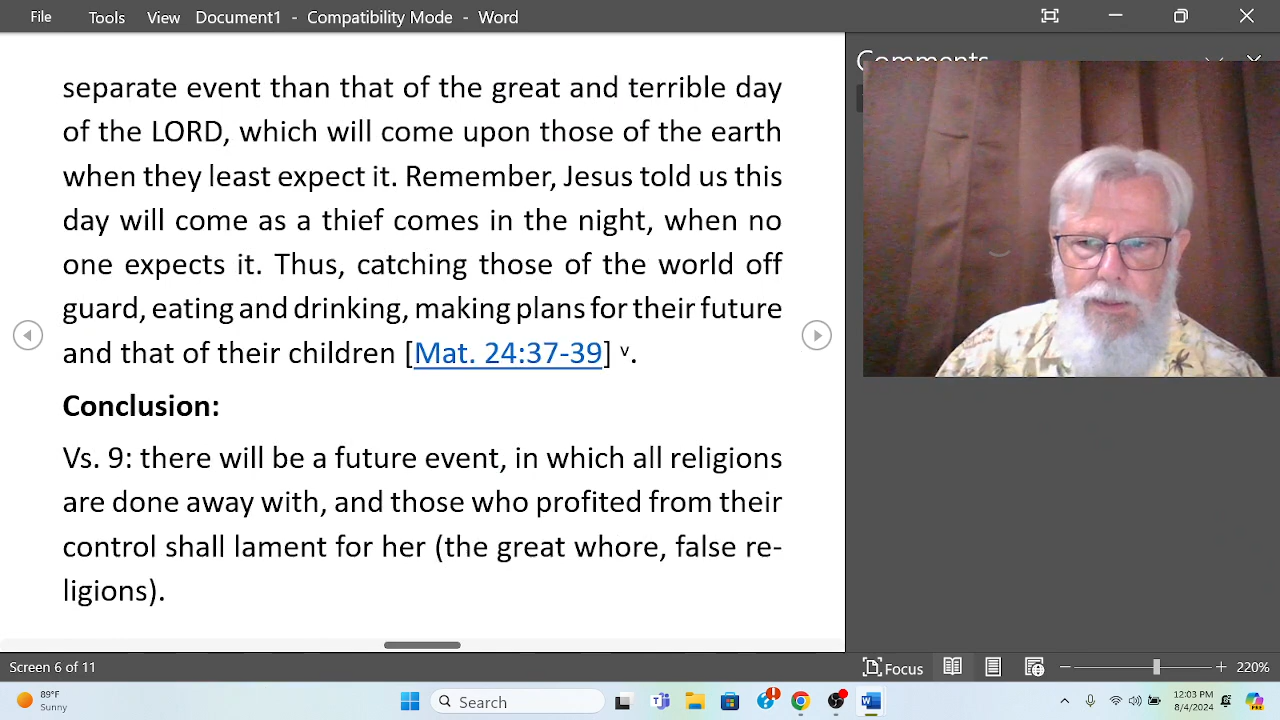 File Tools View Document1 - Compatibility Mode - Word
Comments
separate event than that of the great and terrible day
of the LORD, which will come upon those of the earth
when they least expect it. Remember, Jesus told us this
day will come as a thief comes in the night, when no
one expects it. Thus, catching those of the world off
guard, eating and drinking, making plans for their future
and that of their children [Mat. 24:37-39] v.
Conclusion:
Vs. 9: there will be a future event, in which all religions
are done away with, and those who profited from their
control shall lament for her (the great whore, false re-
ligions).
Screen 6 of 11 Focus 220%
89°F
Sunny
Search
12:03 PM
8/4/2024